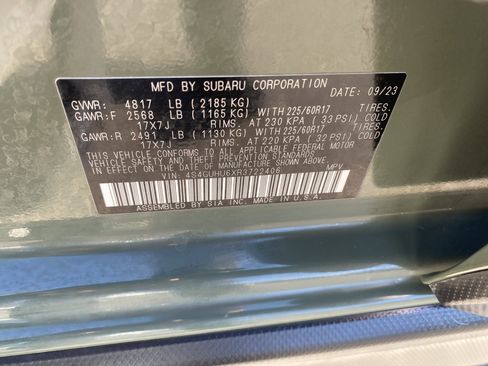 MFD BY SUBARU CORPORATION DATE: 09/23
GVWR: 4817 LB (2185 KG)
GAWR:F 2568 LB (1165 KG) WITH 225/60R17 TIRES.
17X7J RIMS. AT 230 KPA (33 PSI) COLD
GAWR:R 2491 LB (1130 KG) WITH 225/60R17 TIRES.
17X7J RIMS. AT 220 KPA (32 PSI) COLD
THIS VEHICLE CONFORMS TO ALL APPLICABLE FEDERAL MOTOR
VEHICLE SAFETY AND THEFT PREVENTION STANDARDS IN
EFFECT ON THE DATE OF MANUFACTURE SHOWN ABOVE.
VIN:4S4GUHU6XR3722406 MPV
ASSEMBLED BY SIA INC. MADE IN U.S.A.